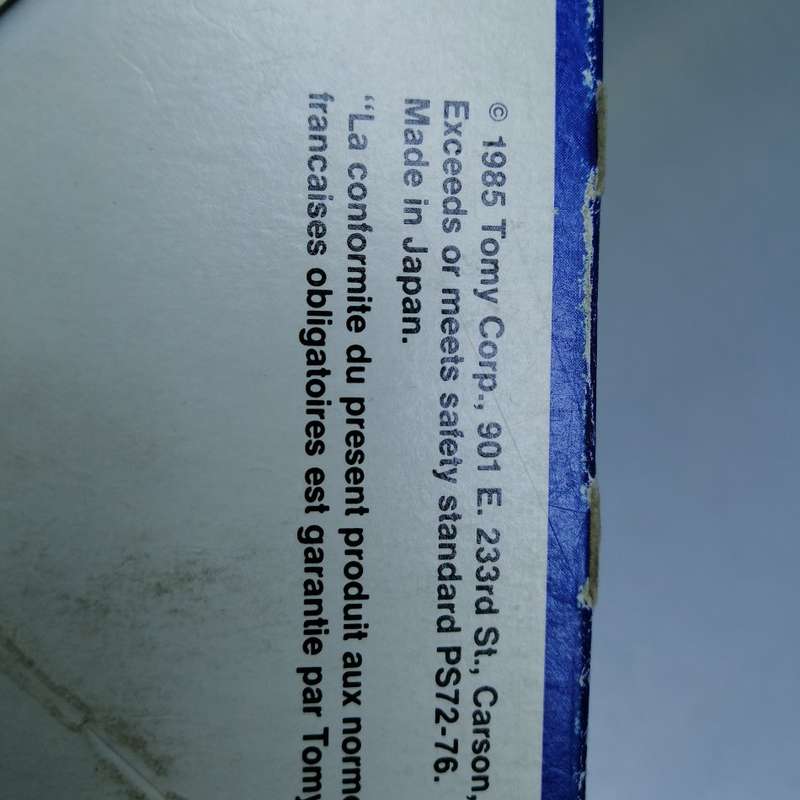 © 1985 Tomy Corp., 901 E. 233rd St., Carson,
Exceeds or meets safety standard PS72-76.
Made in Japan.
“La conformite du present produit aux
francaises obligatoires est garantie par Tomy